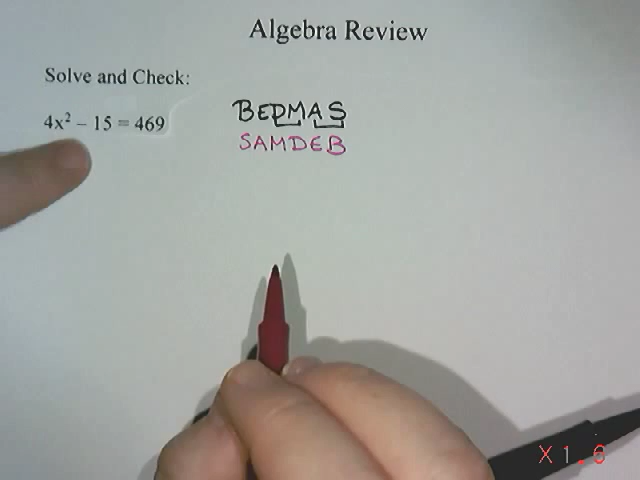 Algebra Review
Solve and Check:
4x² – 15 = 469
BEDMAS
SAMDEB
X1.6